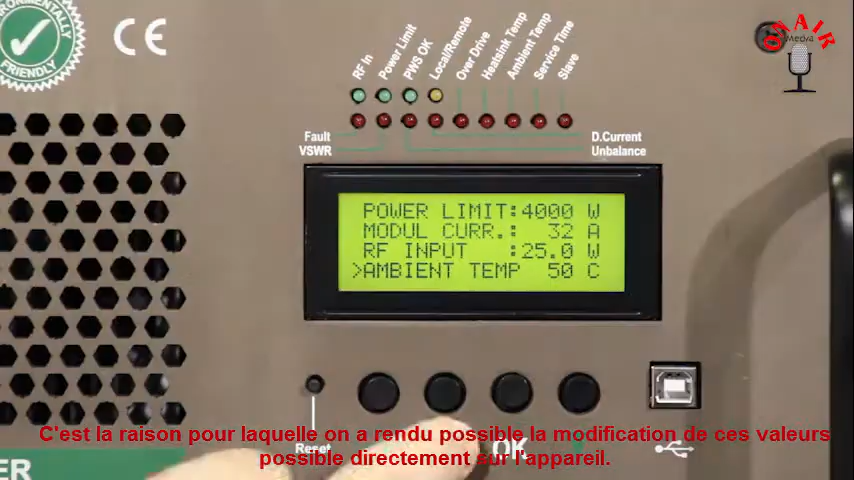 ENVIRONMENTALLY
FRIENDLY
CE
ON AIR
Media
RF In
Power Limit
PWS OK
Local/Remote
Over Drive
Heatsink Temp
Ambient Temp
Service Time
Slave
Fault
D.Current
VSWR
Unbalance
POWER LIMIT:4000 W
MODUL CURR.: 32 A
RF INPUT :25.0 W
>AMBIENT TEMP 50 C
C'est la raison pour laquelle on a rendu possible la modification de ces valeurs
possible directement sur l'appareil.
Reset
OK
ER